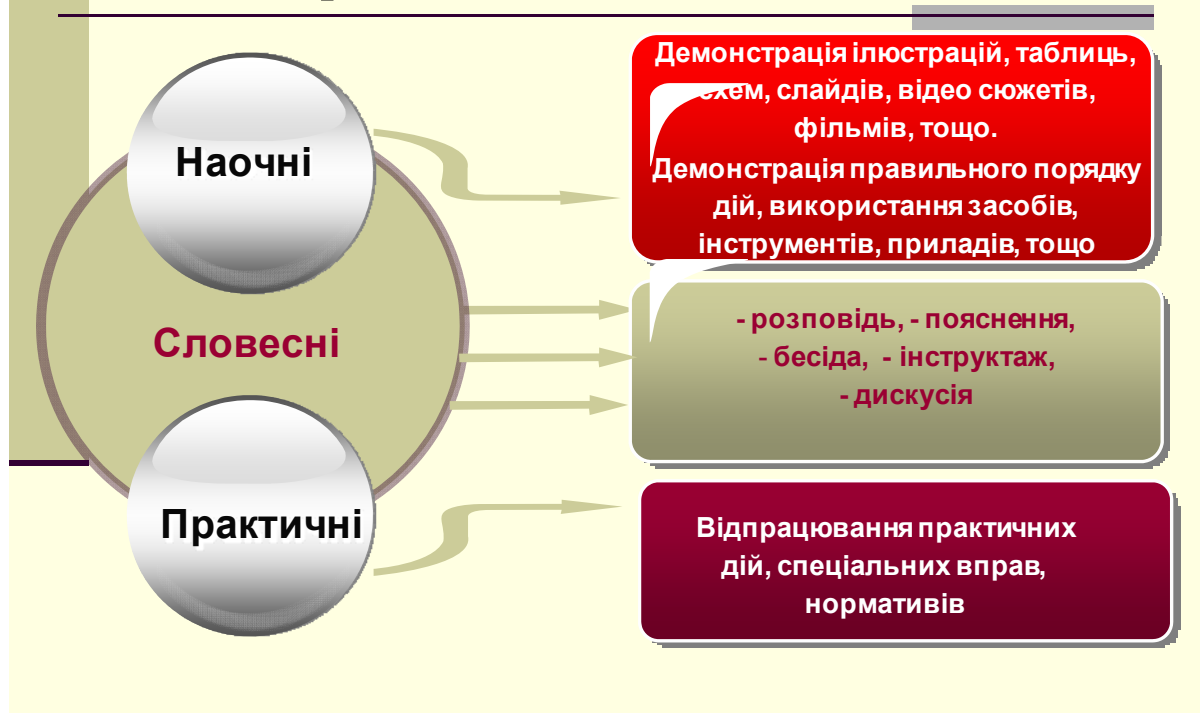 Наочні
Демонстрація ілюстрацій, таблиць,
схем, слайдів, відео сюжетів,
фільмів, тощо.
Демонстрація правильного порядку
дій, використання засобів,
інструментів, приладів, тощо
Словесні
- розповідь, - пояснення,
- бесіда, - інструктаж,
- дискусія
Практичні
Відпрацювання практичних
дій, спеціальних вправ,
нормативів